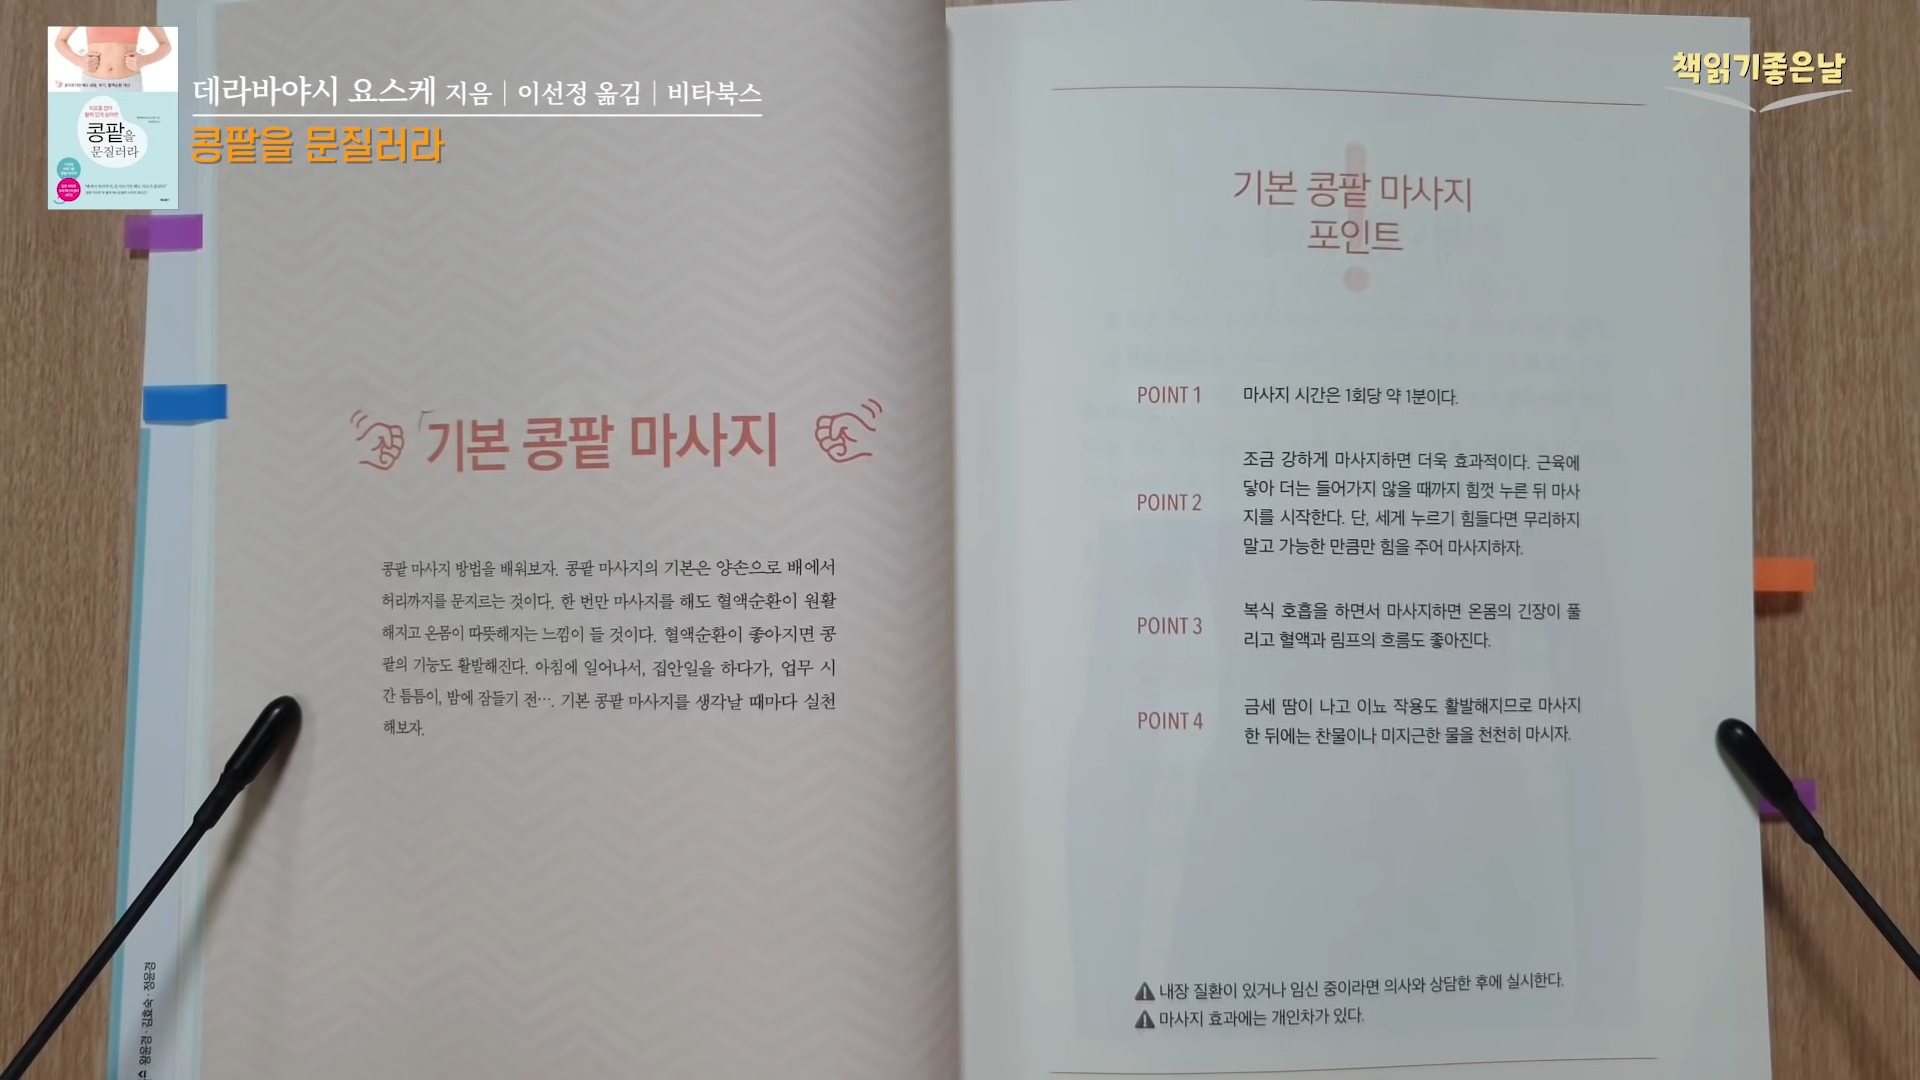 데라바야시 요스케 지음 | 이선정 옮김 | 비타북스
콩팥을 문질러라
책읽기좋은날
콩팥을
문질러라
기본 콩팥 마사지
콩팥 마사지 방법을 배워보자. 콩팥 마사지의 기본은 양손으로 배에서
허리까지를 문지르는 것이다. 한 번만 마사지를 해도 혈액순환이 원활
해지고 온몸이 따뜻해지는 느낌이 들 것이다. 혈액순환이 좋아지면 콩
팥의 기능도 활발해진다. 아침에 일어나서, 집안일을 하다가, 업무 시
간 틈틈이, 밤에 잠들기 전…. 기본 콩팥 마사지를 생각날 때마다 실천
해보자.
왕윤경·김효숙·정윤경
기본 콩팥 마사지
포인트
POINT 1
마사지 시간은 1회당 약 1분이다.
POINT 2
조금 강하게 마사지하면 더욱 효과적이다. 근육에
닿아 더는 들어가지 않을 때까지 힘껏 누른 뒤 마사
지를 시작한다. 단, 세게 누르기 힘들다면 무리하지
말고 가능한 만큼만 힘을 주어 마사지하자.
POINT 3
복식 호흡을 하면서 마사지하면 온몸의 긴장이 풀
리고 혈액과 림프의 흐름도 좋아진다.
POINT 4
금세 땀이 나고 이뇨 작용도 활발해지므로 마사지
한 뒤에는 찬물이나 미지근한 물을 천천히 마시자.
내장 질환이 있거나 임신 중이라면 의사와 상담한 후에 실시한다.
마사지 효과에는 개인차가 있다.